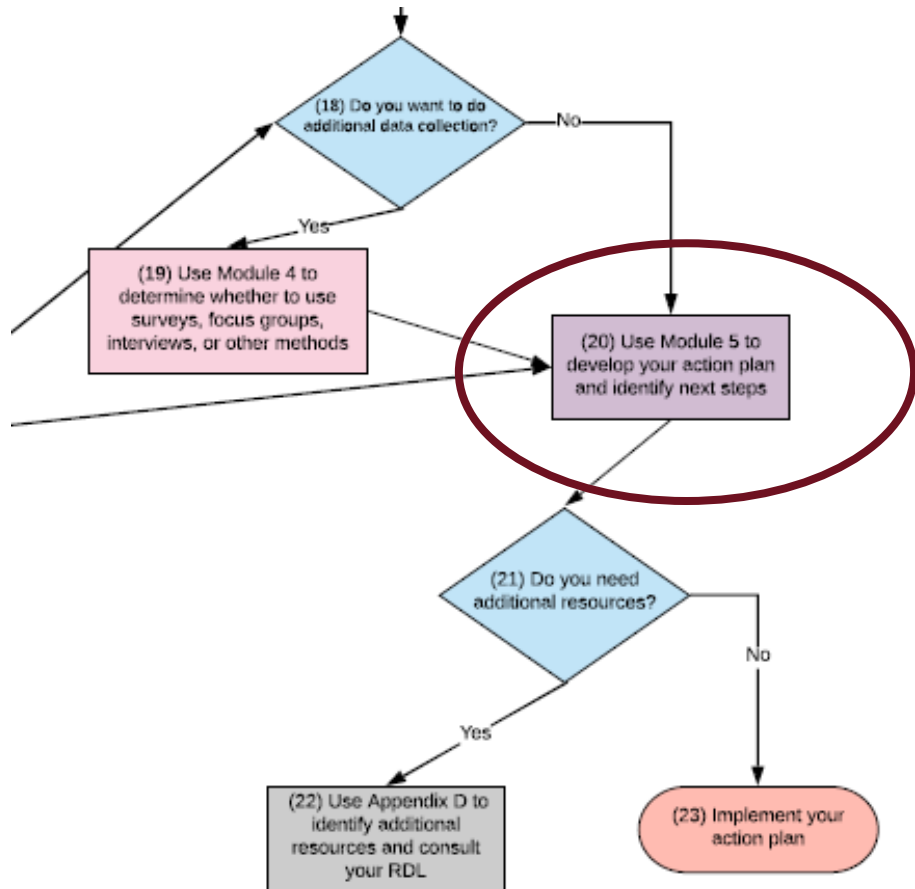 (18) Do you want to do
additional data collection?
No
Yes
(19) Use Module 4 to
determine whether to use
surveys, focus groups,
interviews, or other methods
(20) Use Module 5 to
develop your action plan
and identify next steps
(21) Do you need
additional resources?
No
Yes
(22) Use Appendix D to
identify additional
resources and consult
your RDL
(23) Implement your
action plan